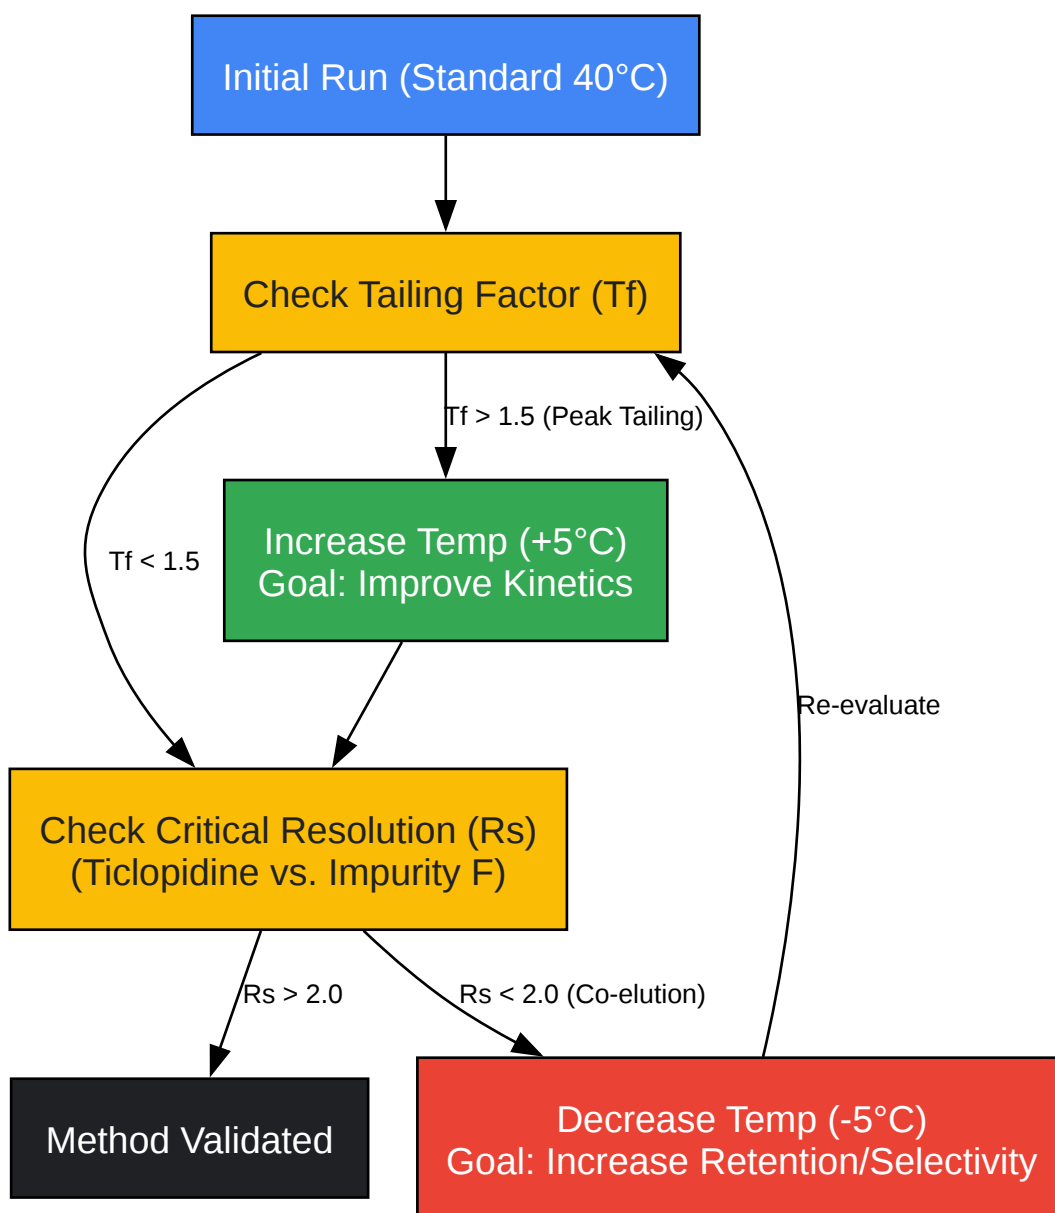 Initial Run (Standard 40°C)
Check Tailing Factor (Tf)
Tf > 1.5 (Peak Tailing)
Increase Temp (+5°C)
Goal: Improve Kinetics
Tf < 1.5
Re-evaluate
Check Critical Resolution (Rs)
(Ticlopidine vs. Impurity F)
Rs > 2.0
Rs < 2.0 (Co-elution)
Method Validated
Decrease Temp (-5°C)
Goal: Increase Retention/Selectivity